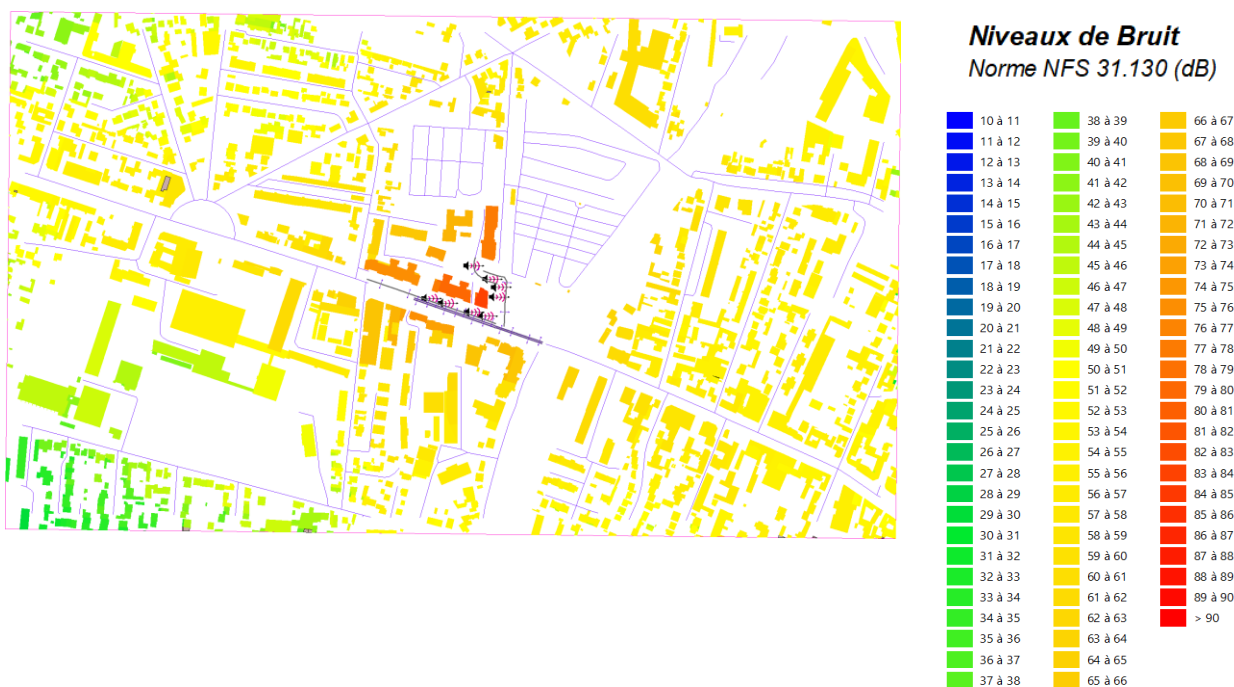 Niveaux de Bruit
Norme NFS 31.130 (dB)
10 à 11
11 à 12
12 à 13
13 à 14
14 à 15
15 à 16
16 à 17
17 à 18
18 à 19
19 à 20
20 à 21
21 à 22
22 à 23
23 à 24
24 à 25
25 à 26
26 à 27
27 à 28
28 à 29
29 à 30
30 à 31
31 à 32
32 à 33
33 à 34
34 à 35
35 à 36
36 à 37
37 à 38
38 à 39
39 à 40
40 à 41
41 à 42
42 à 43
43 à 44
44 à 45
45 à 46
46 à 47
47 à 48
48 à 49
49 à 50
50 à 51
51 à 52
52 à 53
53 à 54
54 à 55
55 à 56
56 à 57
57 à 58
58 à 59
59 à 60
60 à 61
61 à 62
62 à 63
63 à 64
64 à 65
65 à 66
66 à 67
67 à 68
68 à 69
69 à 70
70 à 71
71 à 72
72 à 73
73 à 74
74 à 75
75 à 76
76 à 77
77 à 78
78 à 79
79 à 80
80 à 81
81 à 82
82 à 83
83 à 84
84 à 85
85 à 86
86 à 87
87 à 88
88 à 89
89 à 90
> 90